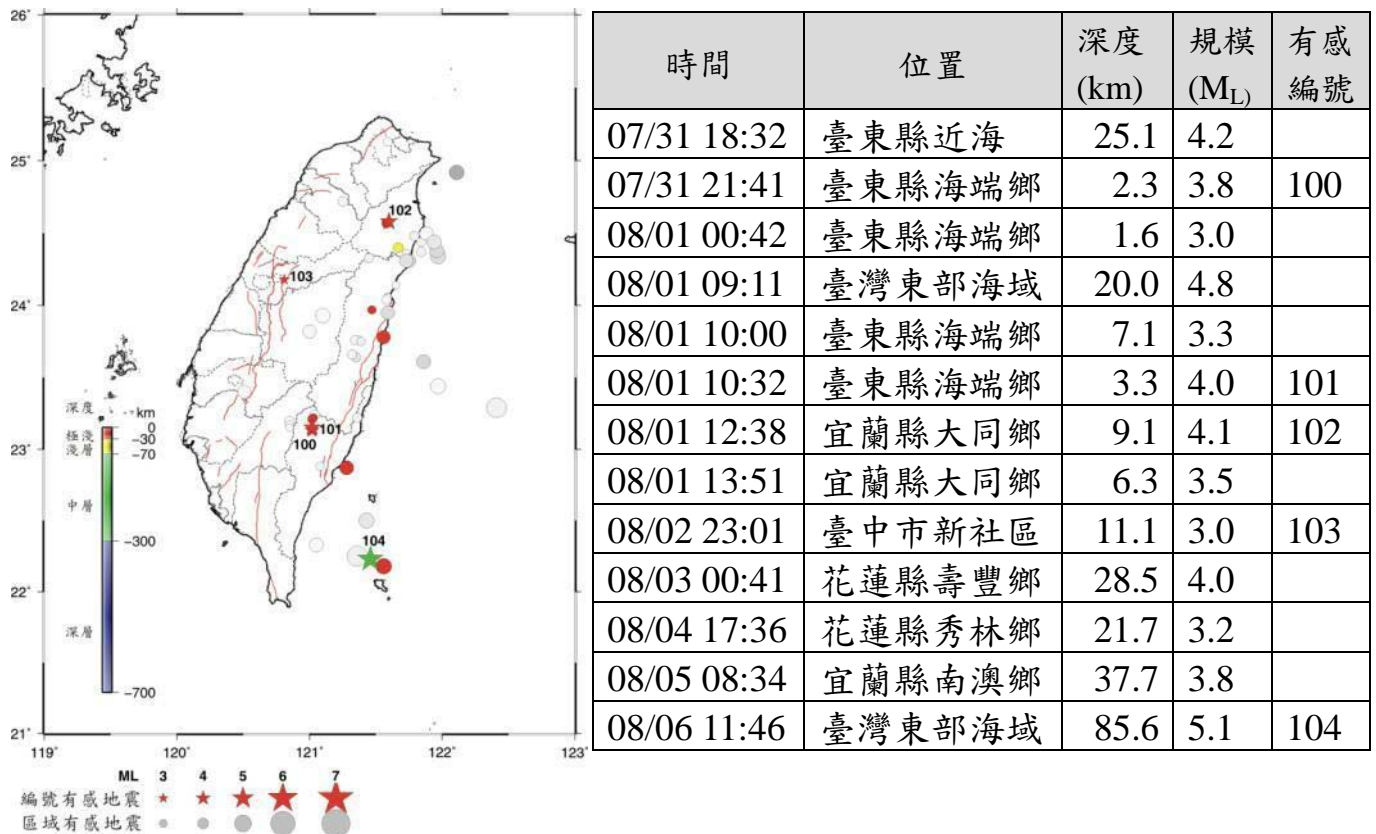 26°
25
24
23
22
21°
119°
120°
121°
122°
123°
102
103
101
100
104
深度
km
極淺
淺層
中層
深層
0
-30
-70
-300
-700
ML 3 4 5 6 7
編號有感地震
區域有感地震
時間 位置 深度(km) 規模(ML) 有感編號
07/31 18:32 臺東縣近海 25.1 4.2
07/31 21:41 臺東縣海端鄉 2.3 3.8 100
08/01 00:42 臺東縣海端鄉 1.6 3.0
08/01 09:11 臺灣東部海域 20.0 4.8
08/01 10:00 臺東縣海端鄉 7.1 3.3
08/01 10:32 臺東縣海端鄉 3.3 4.0 101
08/01 12:38 宜蘭縣大同鄉 9.1 4.1 102
08/01 13:51 宜蘭縣大同鄉 6.3 3.5
08/02 23:01 臺中市新社區 11.1 3.0 103
08/03 00:41 花蓮縣壽豐鄉 28.5 4.0
08/04 17:36 花蓮縣秀林鄉 21.7 3.2
08/05 08:34 宜蘭縣南澳鄉 37.7 3.8
08/06 11:46 臺灣東部海域 85.6 5.1 104